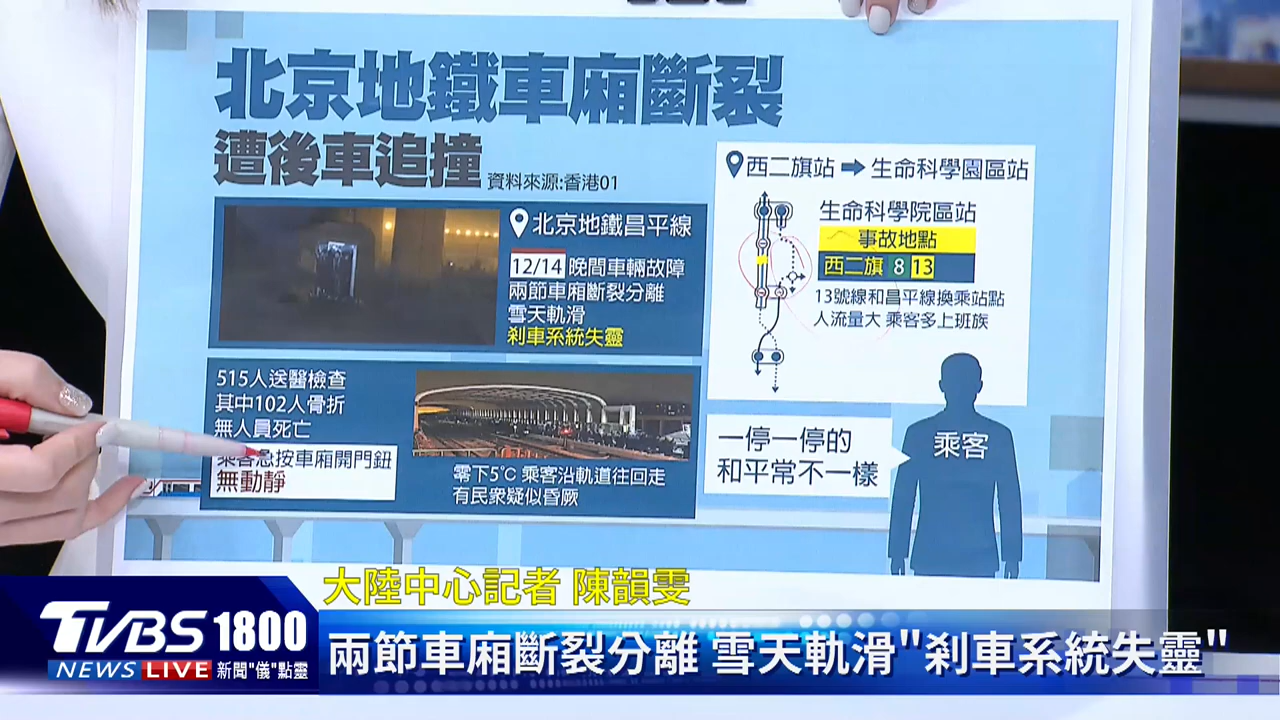 北京地鐵車廂斷裂
遭後車追撞
資料來源:香港01
北京地鐵昌平線
12/14 晚間車輛故障
兩節車廂斷裂分離
雪天軌滑
剎車系統失靈
515人送醫檢查
其中102人骨折
無人員死亡
乘客急按車廂開門鈕
無動靜
零下5℃ 乘客沿軌道往回走
有民眾疑似昏厥
西二旗站 ➡ 生命科學園區站
生命科學院區站
事故地點
西二旗 8 13
13號線和昌平線換乘站點
人流量大 乘客多上班族
一停一停的
和平常不一樣
乘客
大陸中心記者 陳韻雯
TVBS 1800
NEWS LIVE 新聞"儀"點靈
兩節車廂斷裂分離 雪天軌滑"剎車系統失靈"